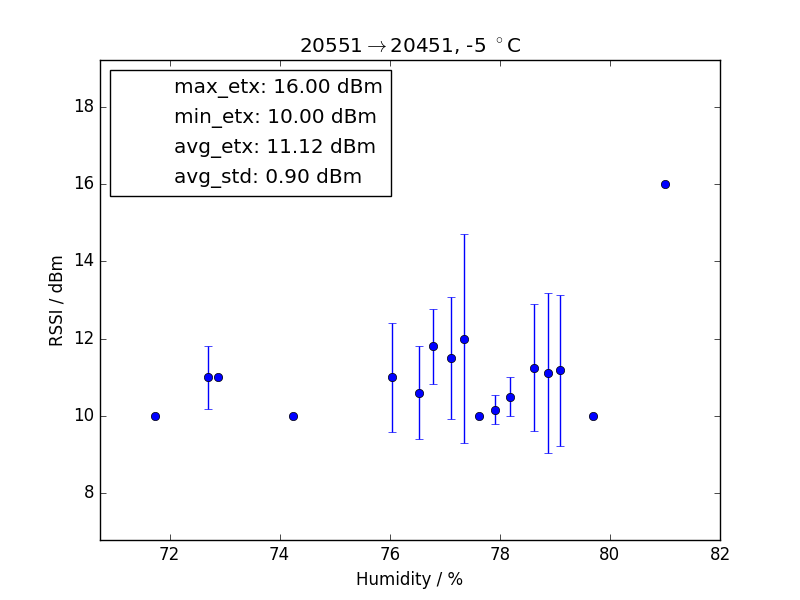 20551→20451, -5 °C
max_etx: 16.00 dBm
min_etx: 10.00 dBm
avg_etx: 11.12 dBm
avg_std: 0.90 dBm
RSSI / dBm
18
16
14
12
10
8
72 74 76 78 80 82
Humidity / %